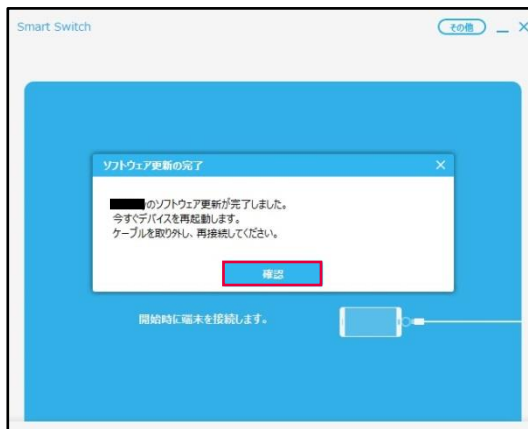 Smart Switch
その他
ソフトウェア更新の完了
のソフトウェア更新が完了しました。
今すぐデバイスを再起動します。
ケーブルを取り外し、再接続してください。
確認
開始時に端末を接続します。